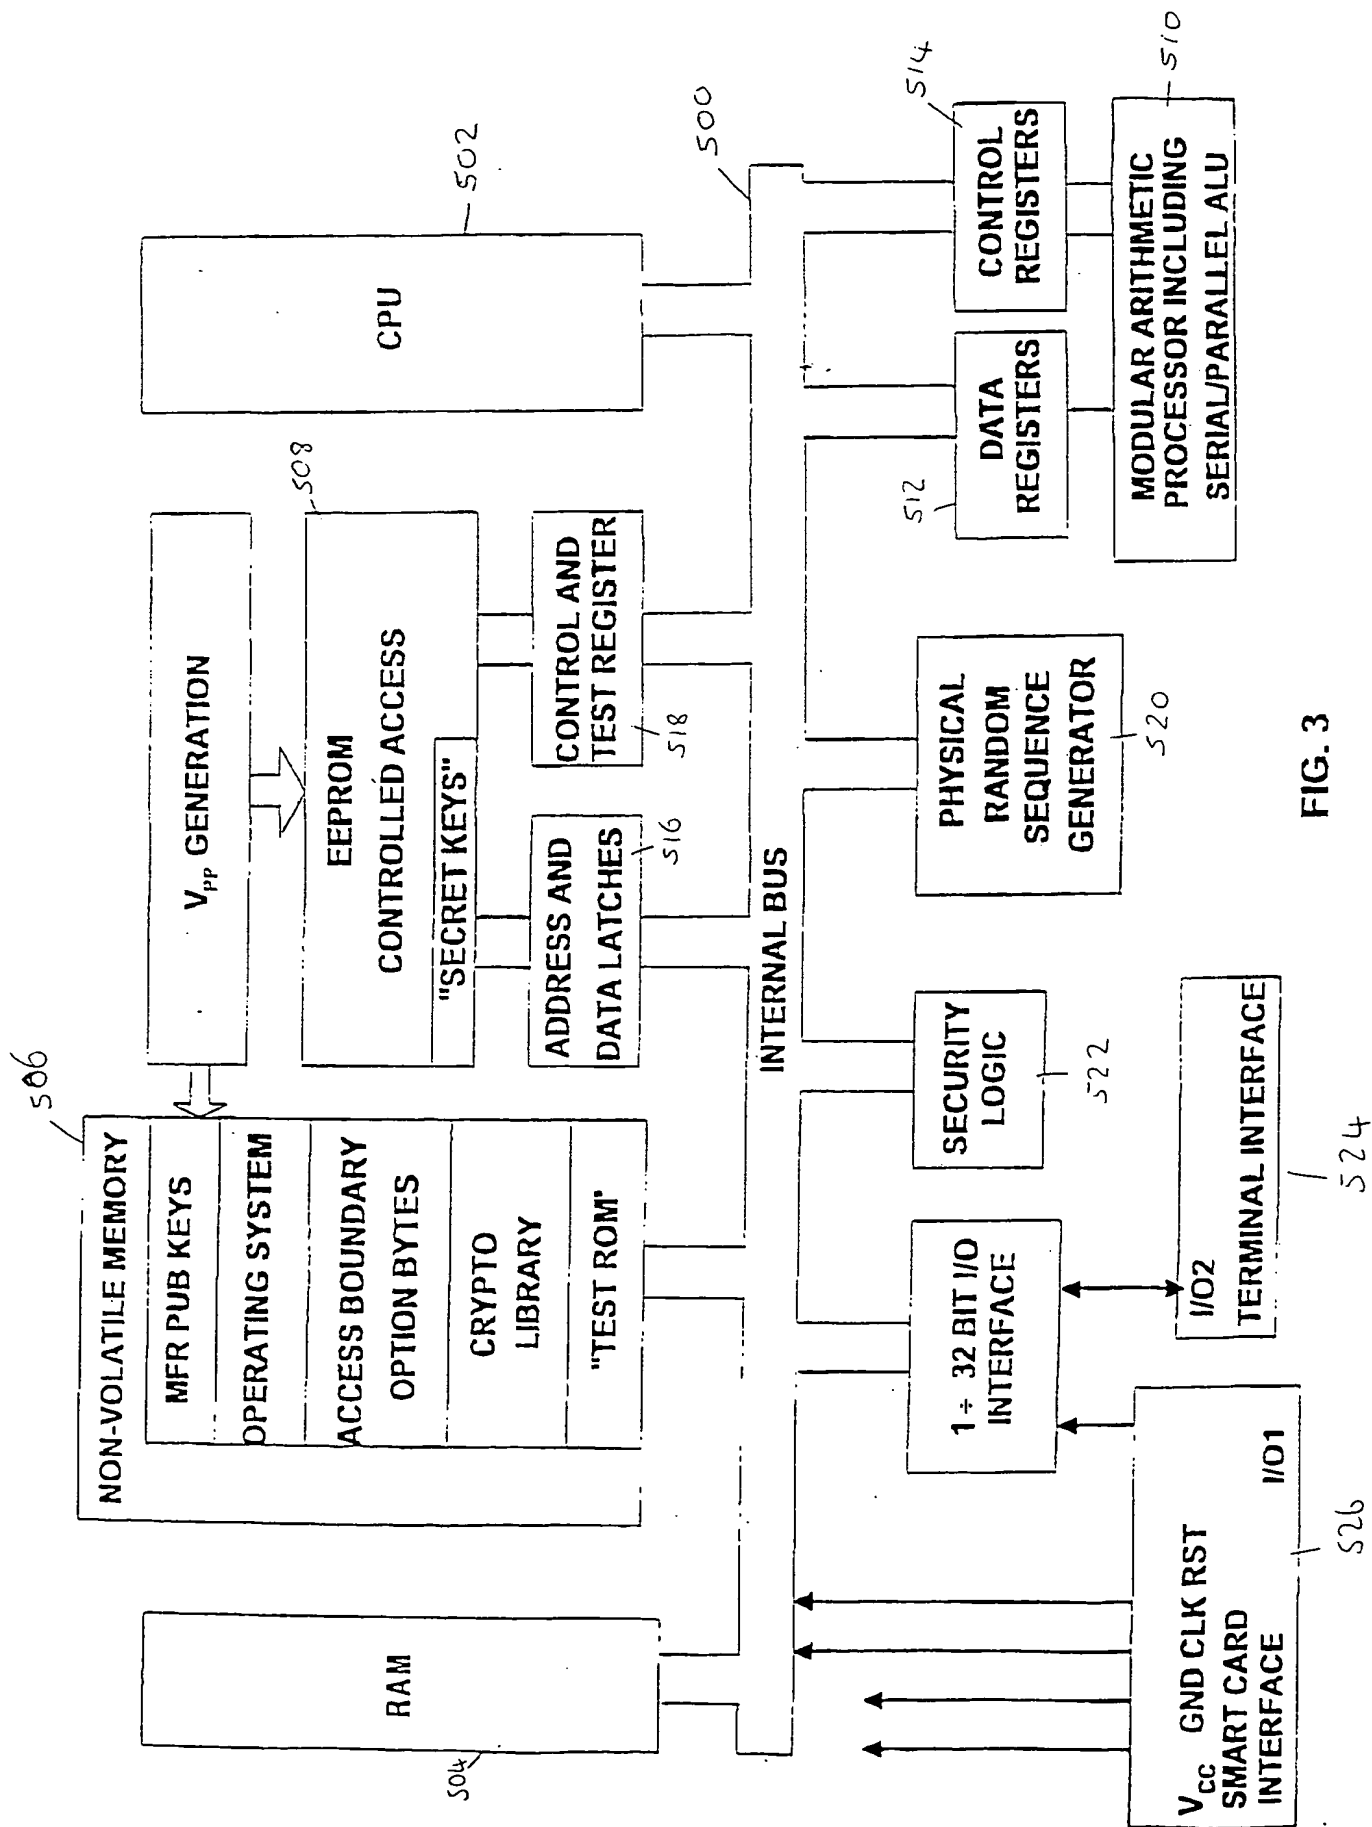 506
NON-VOLATILE MEMORY
MFR PUB KEYS
OPERATING SYSTEM
ACCESS BOUNDARY
OPTION BYTES
CRYPTO
LIBRARY
"TEST ROM"
RAM
504
VPP GENERATION
508
EEPROM
CONTROLLED ACCESS
"SECRET KEYS"
ADDRESS AND
DATA LATCHES
516
CONTROL AND
TEST REGISTER
518
CPU
502
500
INTERNAL BUS
VCC GND CLK RST
SMART CARD
INTERFACE
I/O1
526
1 ÷ 32 BIT I/O
INTERFACE
I/O2
TERMINAL INTERFACE
524
SECURITY
LOGIC
522
PHYSICAL
RANDOM
SEQUENCE
GENERATOR
520
DATA
REGISTERS
512
CONTROL
REGISTERS
514
MODULAR ARITHMETIC
PROCESSOR INCLUDING
SERIAL/PARALLEL ALU
510
FIG. 3